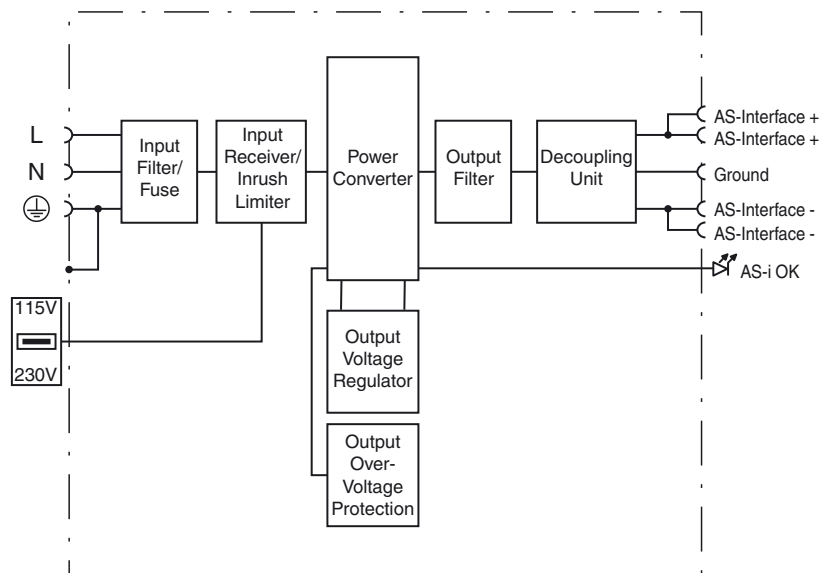 L
N
115V
230V
Input
Filter/
Fuse
Input
Receiver/
Inrush
Limiter
Power
Converter
Output
Filter
Decoupling
Unit
AS-Interface +
AS-Interface +
Ground
AS-Interface -
AS-Interface -
AS-i OK
Output
Voltage
Regulator
Output
Over-
Voltage
Protection